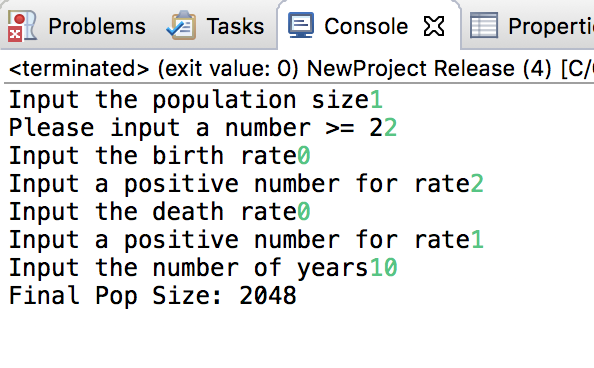 Problems Tasks Console Properti
<terminated> (exit value: 0) NewProject Release (4) [C/
Input the population size1
Please input a number >= 22
Input the birth rate0
Input a positive number for rate2
Input the death rate0
Input a positive number for rate1
Input the number of years10
Final Pop Size: 2048